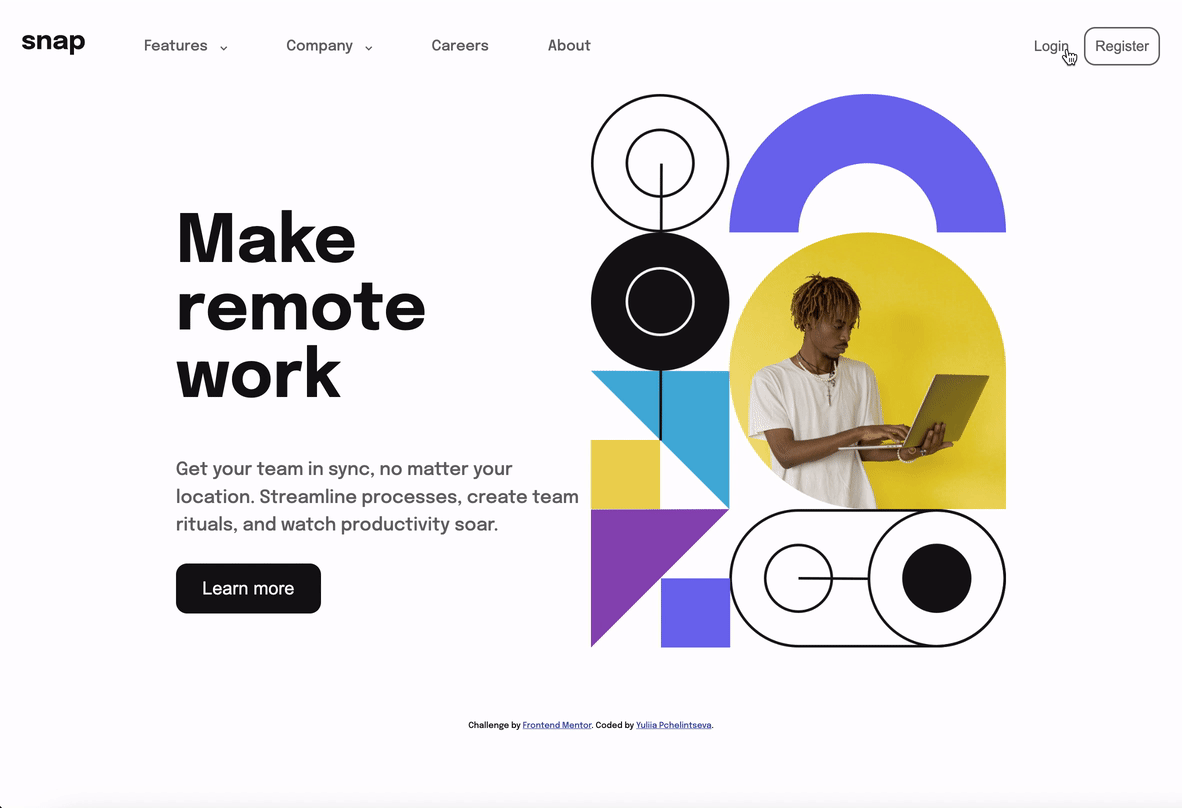 snap
Features
Company
Careers
About
Login
Register
Make
remote
work
Get your team in sync, no matter your
location. Streamline processes, create team
rituals, and watch productivity soar.
Learn more
Challenge by Frontend Mentor. Coded by Yuliia Pchelintseva.